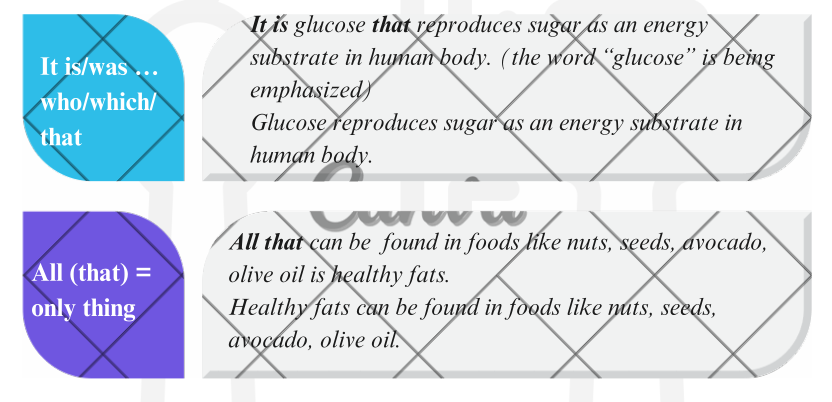 It is/was …
who/which/
that
It is glucose that reproduces sugar as an energy
substrate in human body. ( the word “glucose” is being
emphasized)
Glucose reproduces sugar as an energy substrate in
human body.
Canva
All (that) =
only thing
All that can be found in foods like nuts, seeds, avocado,
olive oil is healthy fats.
Healthy fats can be found in foods like nuts, seeds,
avocado, olive oil.